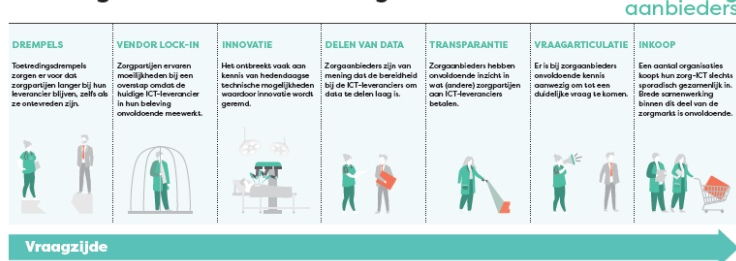 aanbieders
DREMPELS
Toetredingsdrempels
zorgen er voor dat
zorgpartijen langer bij hun
leverancier blijven, zelfs als
ze ontevreden zijn.
VENDOR LOCK-IN
Zorgpartijen ervaren
moeilijkheden bij een
overstap omdat de
huidige ICT-leverancier
in hun beleving
onvoldoende meewerkt.
INNOVATIE
Het ontbreekt vaak aan
kennis van hedendaagse
technische mogelijkheden
waardoor innovatie wordt
geremd.
DELEN VAN DATA
Zorgaanbieders zijn van
mening dat de bereidheid
bij de ICT-leveranciers om
data te delen laag is.
TRANSPARANTIE
Zorgaanbieders hebben
onvoldoende inzicht in
wat (andere) zorgpartijen
aan ICT-leveranciers
betalen.
VRAAGARTICULATIE
Er is bij zorgaanbieders
onvoldoende kennis
aanwezig om tot een
duidelijke vraag te komen.
INKOOP
Een aantal organisaties
koopt hun zorg-ICT slechts
sporadisch gezamenlijk in.
Brede samenwerking
binnen dit deel van de
zorgmarkt is onvoldoende.
Vraagzijde